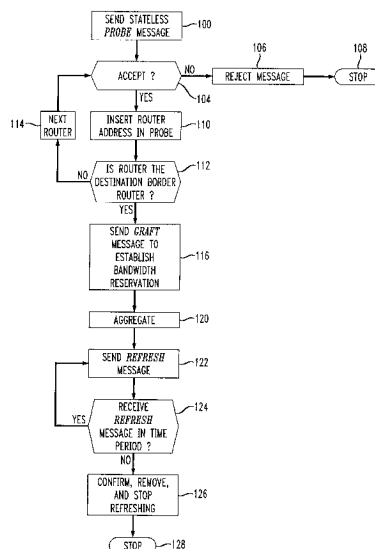 SEND STATELESS
PROBE MESSAGE
100
ACCEPT ?
104
NO
YES
REJECT MESSAGE
106
STOP
108
NEXT
ROUTER
114
INSERT ROUTER
ADDRESS IN PROBE
110
IS ROUTER THE
DESTINATION BORDER
ROUTER ?
112
NO
YES
SEND GRAFT
MESSAGE TO
ESTABLISH
BANDWIDTH
RESERVATION
116
AGGREGATE
120
SEND REFRESH
MESSAGE
122
RECEIVE
REFRESH
MESSAGE IN TIME
PERIOD ?
124
YES
NO
CONFIRM, REMOVE,
AND STOP
REFRESHING
126
STOP
128